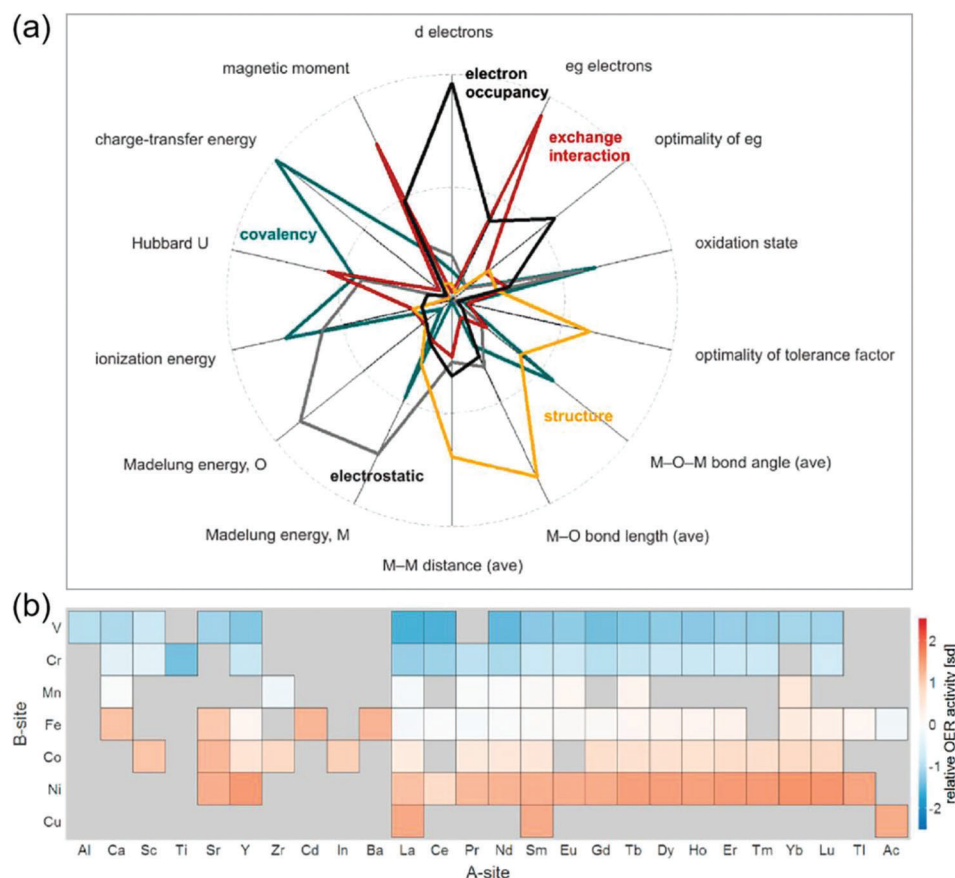 (a)
d electrons
magnetic moment
eg electrons
electron
occupancy
charge-transfer energy
exchange
interaction
optimality of eg
Hubbard U
covalency
oxidation state
ionization energy
optimality of tolerance factor
structure
Madelung energy, O
M–O–M bond angle (ave)
electrostatic
Madelung energy, M
M–O bond length (ave)
M–M distance (ave)
(b)
B-site
V
Cr
Mn
Fe
Co
Ni
Cu
Al Ca Sc Ti Sr Y Zr Cd In Ba La Ce Pr Nd Sm Eu Gd Tb Dy Ho Er Tm Yb Lu Tl Ac
A-site
2
1
0
-1
-2
relative OER activity [sd]